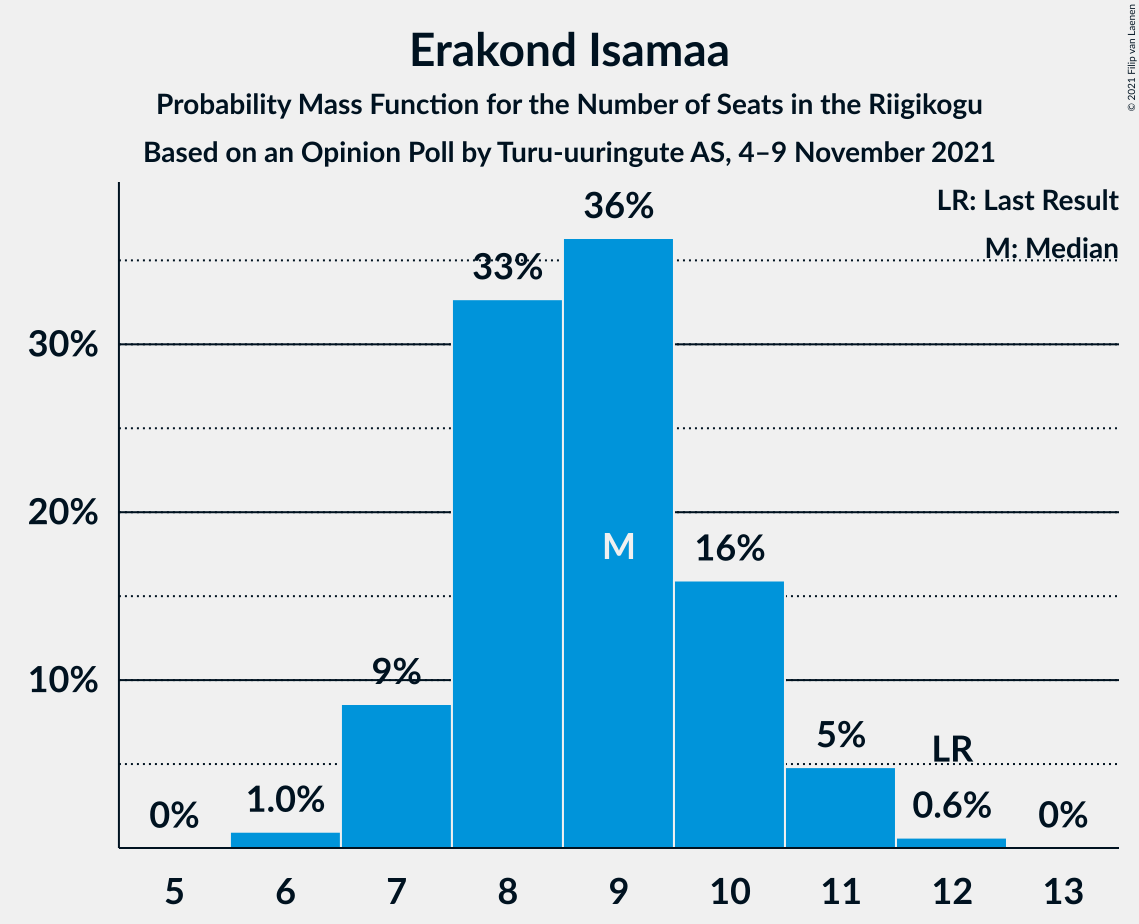 Erakond Isamaa
Probability Mass Function for the Number of Seats in the Riigikogu
Based on an Opinion Poll by Turu-uuringute AS, 4–9 November 2021
© 2021 Filip van Laenen
LR: Last Result
M: Median
36%
33%
30%
20%
M
16%
10%
9%
5%
LR
0%
1.0%
0.6%
0%
5 6 7 8 9 10 11 12 13